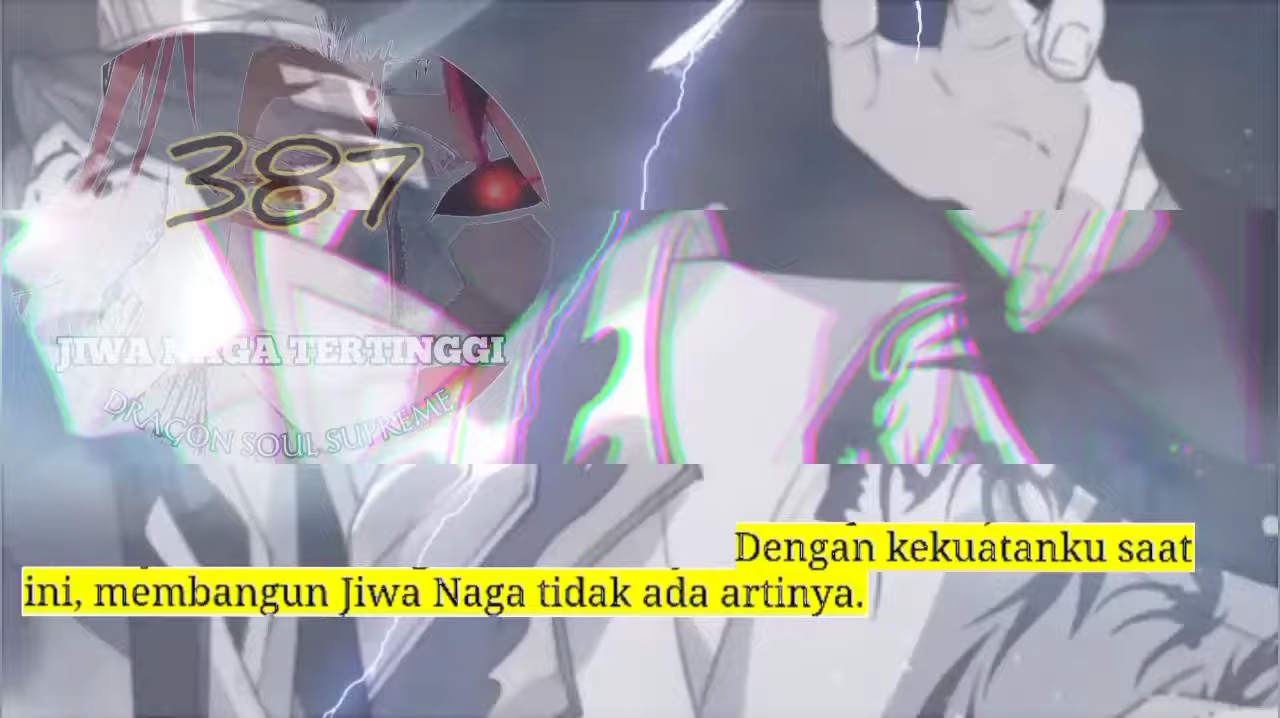 387
JIWA NAGA TERTINGGI
DRAGON SOUL SUPREME
Dengan kekuatanku saat
ini, membangun Jiwa Naga tidak ada artinya.